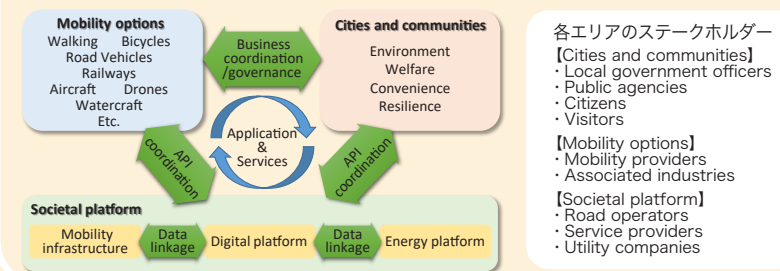 Mobility options
Walking Bicycles
Road Vehicles
Railways
Aircraft Drones
Watercraft
Etc.
Business
coordination
/governance
Cities and communities
Environment
Welfare
Convenience
Resilience
Application
&
Services
API
coordination
API
coordination
Societal platform
Mobility
infrastructure
Data
linkage
Digital platform
Data
linkage
Energy platform
各エリアのステークホルダー
【Cities and communities】
・Local government officers
・Public agencies
・Citizens
・Visitors
【Mobility options】
・Mobility providers
・Associated industries
【Societal platform】
・Road operators
・Service providers
・Utility companies